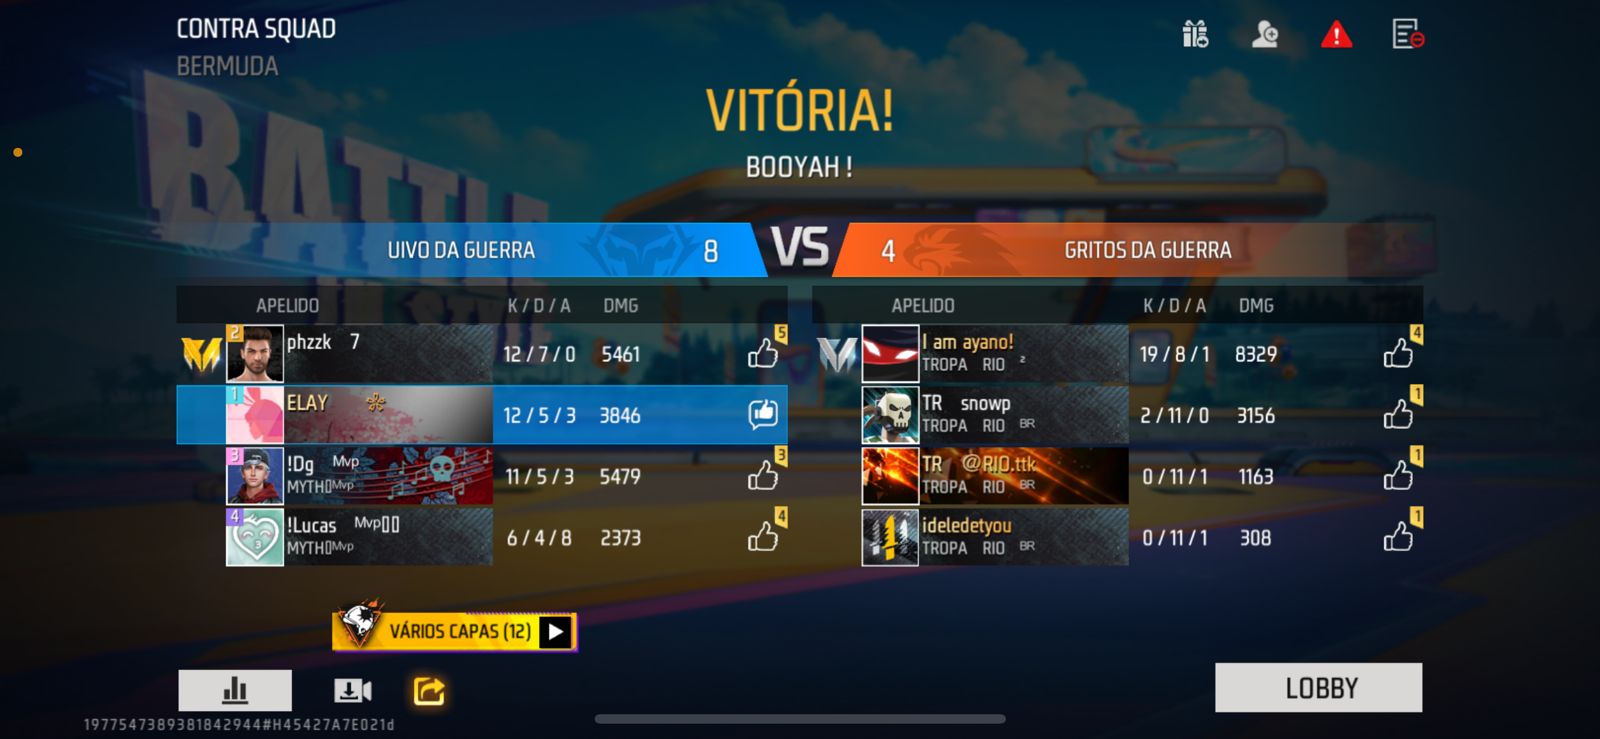 CONTRA SQUAD
BERMUDA
VITÓRIA!
BOOYAH !
UIVO DA GUERRA 8 VS 4 GRITOS DA GUERRA
APELIDO K / D / A DMG
2 phzzk 7 12 / 7 / 0 5461 5
1 ELAY 12 / 5 / 3 3846
3 !Dg Mvp 11 / 5 / 3 5479 3
MYTH▯Mvp
4 !Lucas Mvp▯▯ 6 / 4 / 8 2373 4
MYTH▯Mvp
APELIDO K / D / A DMG
I am ayano! 19 / 8 / 1 8329 4
TROPA RIO ²
TR snowp 2 / 11 / 0 3156 1
TROPA RIO BR
TR @RIO.ttk 0 / 11 / 1 1163 1
TROPA RIO BR
ideledetyou 0 / 11 / 1 308 1
TROPA RIO BR
VÁRIOS CAPAS (12)
LOBBY
1977547389381842944#H45427A7E021d
BATTLE